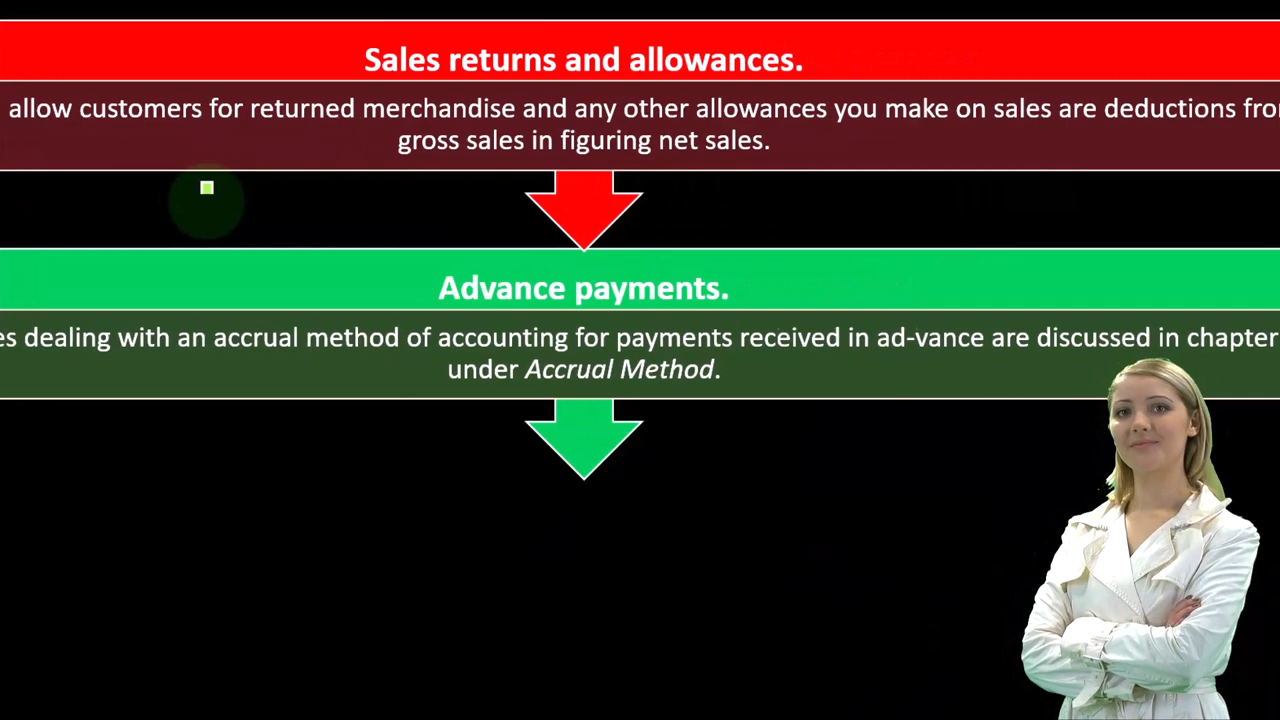 Sales returns and allowances.
allow customers for returned merchandise and any other allowances you make on sales are deductions
gross sales in figuring net sales.
Advance payments.
dealing with an accrual method of accounting for payments received in ad-vance are discussed in chapter
under Accrual Method.